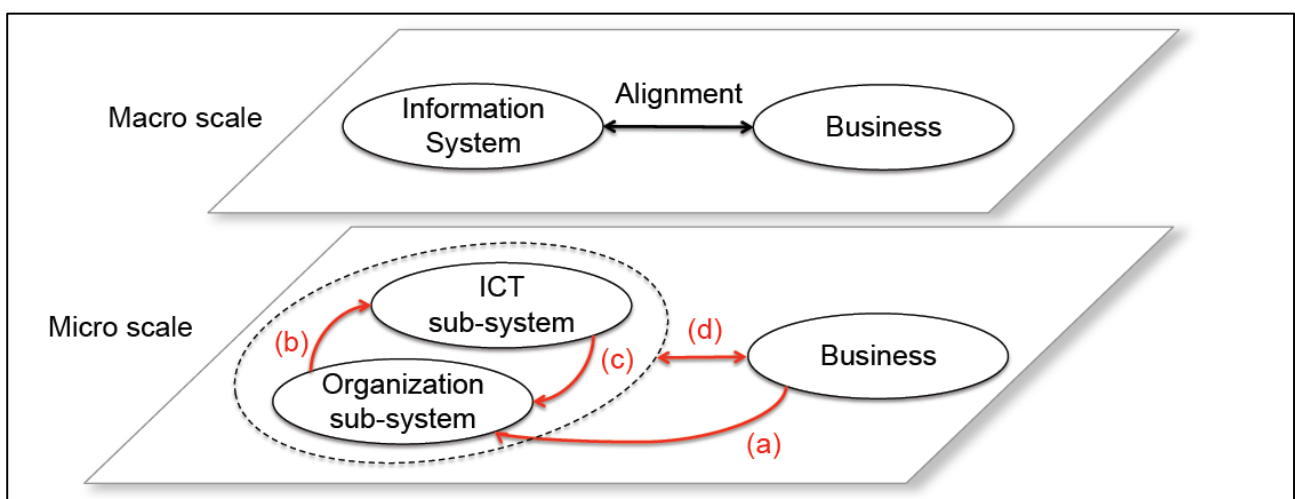 Macro scale
Information
System
Alignment
Business
Micro scale
ICT
sub-system
(b)
(c)
(d)
Organization
sub-system
Business
(a)